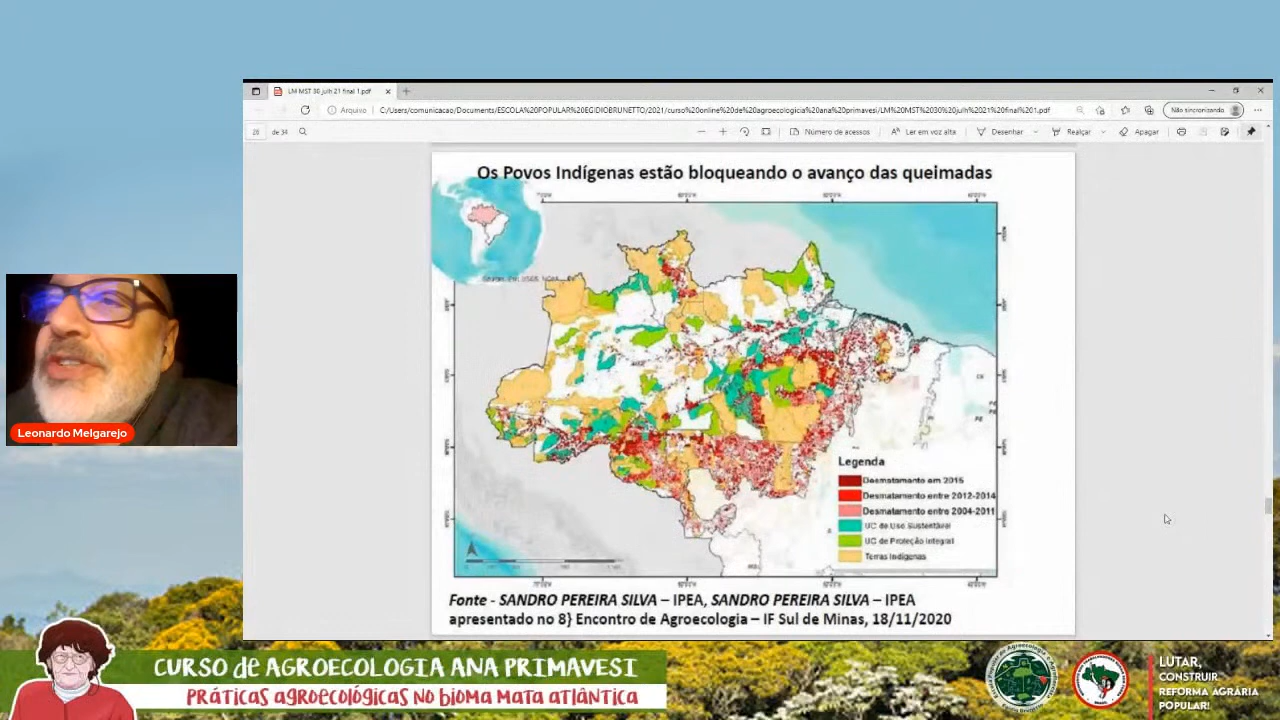 LM MST 30 julh 21 final 1.pdf
Arquivo
C:/Users/comunicacao/Documents/ESCOLA%20POPULAR%20EGIDIOBRUNETTO/2021/curso%20online%20de%20agroecologicia%20ana%20primavesi/LM%20MST%2030%20julh%2021%20final%201.pdf
Não sincronizando
26 de 34
Número de acessos
Ler em voz alta
Desenhar
Realçar
Apagar
Os Povos Indígenas estão bloqueando o avanço das queimadas
Legenda
Desmatamento em 2015
Desmatamento entre 2012-2014
Desmatamento entre 2004-2011
UC de Uso Sustentável
UC de Proteção Integral
Terras Indígenas
Fonte - SANDRO PEREIRA SILVA – IPEA, SANDRO PEREIRA SILVA – IPEA
apresentado no 8} Encontro de Agroecologia – IF Sul de Minas, 18/11/2020
Leonardo Melgarejo
CURSO de AGROECOLOGIA ANA PRIMAVESI
PRÁTICAS AGROECOLÓGICAS NO BIOMA MATA ATLÂNTICA
LUTAR,
CONSTRUIR
REFORMA AGRÁRIA
POPULAR!